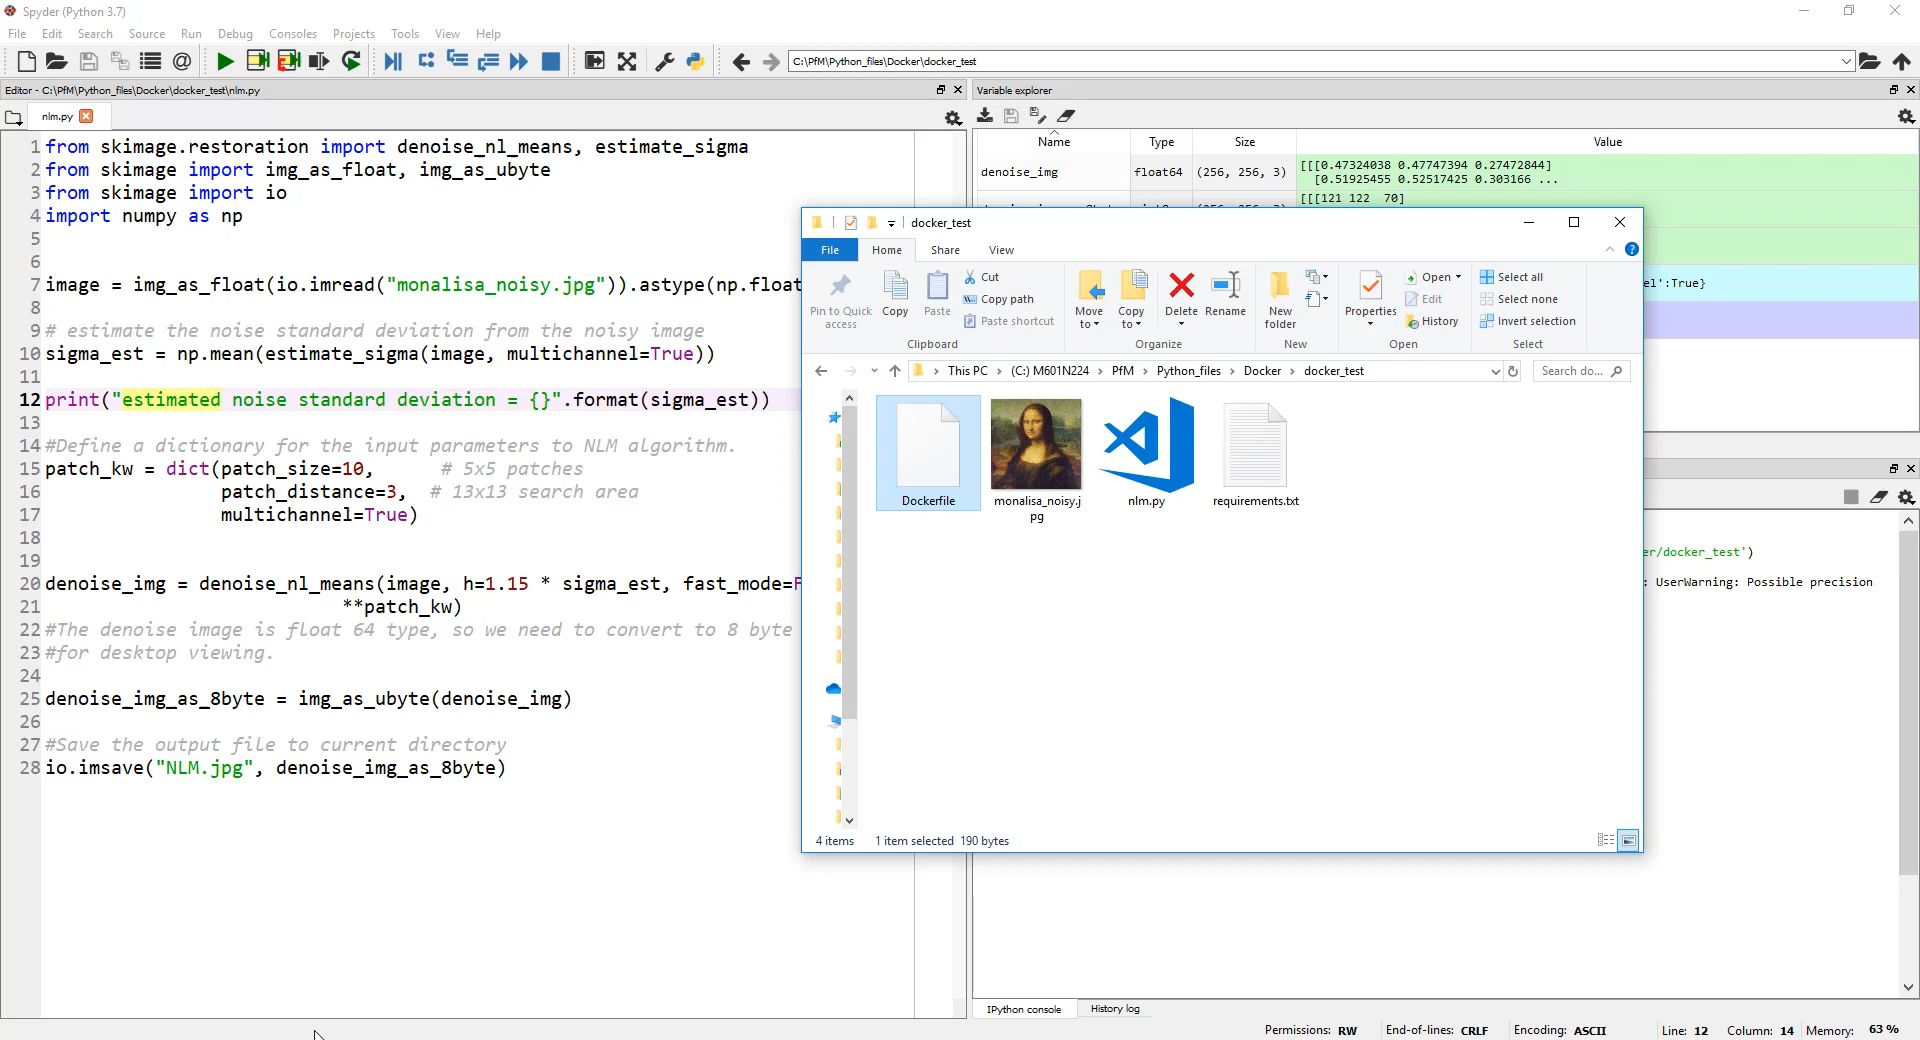 Spyder (Python 3.7)
File Edit Search Source Run Debug Consoles Projects Tools View Help
C:\PfM\Python_files\Docker\docker_test
Editor - C:\PfM\Python_files\Docker\docker_test\nlm.py
nlm.py
1 from skimage.restoration import denoise_nl_means, estimate_sigma
2 from skimage import img_as_float, img_as_ubyte
3 from skimage import io
4 import numpy as np
5
6
7 image = img_as_float(io.imread("monalisa_noisy.jpg")).astype(np.float
8
9 # estimate the noise standard deviation from the noisy image
10 sigma_est = np.mean(estimate_sigma(image, multichannel=True))
11
12 print("estimated noise standard deviation = {}".format(sigma_est))
13
14 #Define a dictionary for the input parameters to NLM algorithm.
15 patch_kw = dict(patch_size=10, # 5x5 patches
16 patch_distance=3, # 13x13 search area
17 multichannel=True)
18
19
20 denoise_img = denoise_nl_means(image, h=1.15 * sigma_est, fast_mode=F
21 **patch_kw)
22 #The denoise image is float 64 type, so we need to convert to 8 byte
23 #for desktop viewing.
24
25 denoise_img_as_8byte = img_as_ubyte(denoise_img)
26
27 #Save the output file to current directory
28 io.imsave("NLM.jpg", denoise_img_as_8byte)
Variable explorer
Name Type Size Value
denoise_img float64 (256, 256, 3) [[[0.47324038 0.47747394 0.27472844]
[0.51925455 0.52517425 0.303166 ...
[[[121 122 70]
el':True}
docker_test
File Home Share View
Pin to Quick access
Copy
Paste
Cut
Copy path
Paste shortcut
Clipboard
Move to
Copy to
Delete
Rename
Organize
New folder
New
Properties
Open
Edit
History
Open
Select all
Select none
Invert selection
Select
This PC > (C:) M601N224 > PfM > Python_files > Docker > docker_test
Search do...
Dockerfile
monalisa_noisy.j
pg
nlm.py
requirements.txt
4 items 1 item selected 190 bytes
er/docker_test')
: UserWarning: Possible precision
IPython console History log
Permissions: RW End-of-lines: CRLF Encoding: ASCII Line: 12 Column: 14 Memory: 63 %